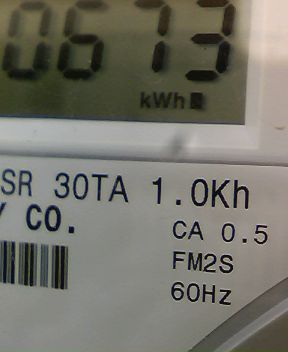 0673
kWh
SR 30TA 1.0Kh
CO.
CA 0.5
FM2S
60Hz